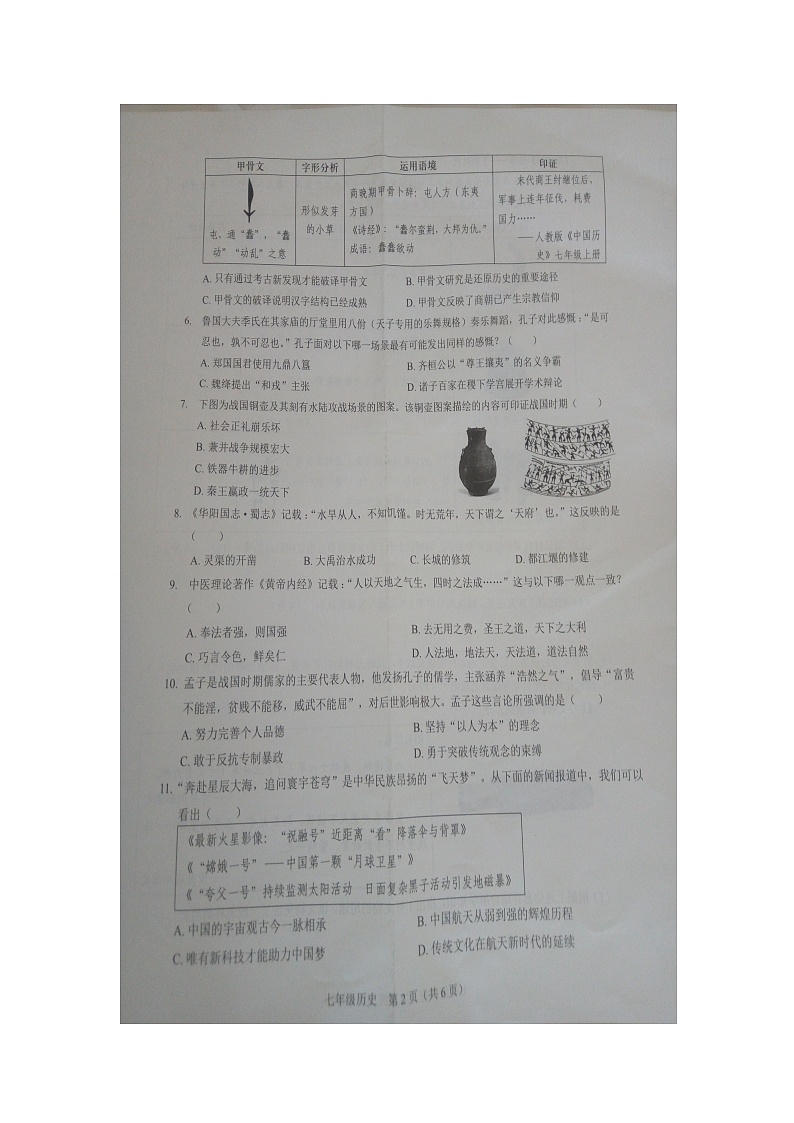 甲骨文 字形分析 运用语境 印证
屯，通“蠢”，“蠢
动”“动乱”之意
形似发芽
的小草
商晚期甲骨卜辞：屯人方（东夷
方国）
《诗经》：“蠢尔蛮荆，大邦为仇。”
成语：蠢蠢欲动
末代商王纣继位后，
军事上连年征伐，耗费
国力……
——人教版《中国历
史》七年级上册
A. 只有通过考古新发现才能破译甲骨文 B. 甲骨文研究是还原历史的重要途径
C. 甲骨文的破译说明汉字结构已经成熟 D. 甲骨文反映了商朝已产生宗教信仰
6. 鲁国大夫季氏在其家庙的厅堂里用八佾（天子专用的乐舞规格）奏乐舞蹈，孔子对此感慨：“是可
忍也，孰不可忍也。”孔子面对以下哪一场景最有可能发出同样的感慨？（ ）
A. 郑国国君使用九鼎八簋 B. 齐桓公以“尊王攘夷”的名义争霸
C. 魏绛提出“和戎”主张 D. 诸子百家在稷下学宫展开学术辩论
7. 下图为战国铜壶及其刻有水陆攻战场景的图案。该铜壶图案描绘的内容可印证战国时期（ ）
A. 社会正礼崩乐坏
B. 兼并战争规模宏大
C. 铁器牛耕的进步
D. 秦王嬴政一统天下
8. 《华阳国志·蜀志》记载：“水旱从人，不知饥馑。时无荒年，天下谓之‘天府’也。”这反映的是
（ ）
A. 灵渠的开凿 B. 大禹治水成功 C. 长城的修筑 D. 都江堰的修建
9. 中医理论著作《黄帝内经》记载：“人以天地之气生，四时之法成……”这与以下哪一观点一致？
（ ）
A. 奉法者强，则国强 B. 去无用之费，圣王之道，天下之大利
C. 巧言令色，鲜矣仁 D. 人法地，地法天，天法道，道法自然
10. 孟子是战国时期儒家的主要代表人物，他发扬孔子的儒学，主张涵养“浩然之气”，倡导“富贵
不能淫，贫贱不能移，威武不能屈”，对后世影响极大。孟子这些言论所强调的是（ ）
A. 努力完善个人品德 B. 坚持“以人为本”的理念
C. 敢于反抗专制暴政 D. 勇于突破传统观念的束缚
11. “奔赴星辰大海，追问寰宇苍穹”是中华民族昂扬的“飞天梦”。从下面的新闻报道中，我们可以
看出（ ）
《最新火星影像：“祝融号”近距离“看”降落伞与背罩》
《“嫦娥一号”——中国第一颗“月球卫星”》
《“夸父一号”持续监测太阳活动 日面复杂黑子活动引发地磁暴》
A. 中国的宇宙观古今一脉相承 B. 中国航天从弱到强的辉煌历程
C. 唯有新科技才能助力中国梦 D. 传统文化在航天新时代的延续
七年级历史 第2页（共6页）